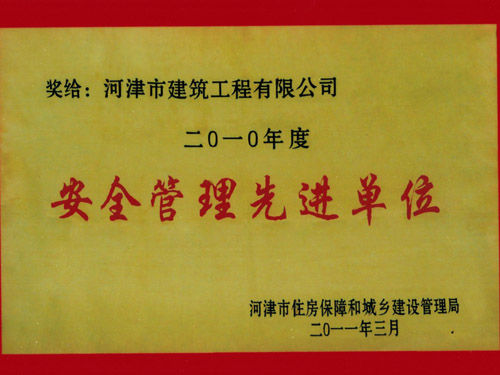 奖给：河津市建筑工程有限公司
二0一0年度
安全管理先进单位
河津市住房保障和城乡建设管理局
二0一一年三月